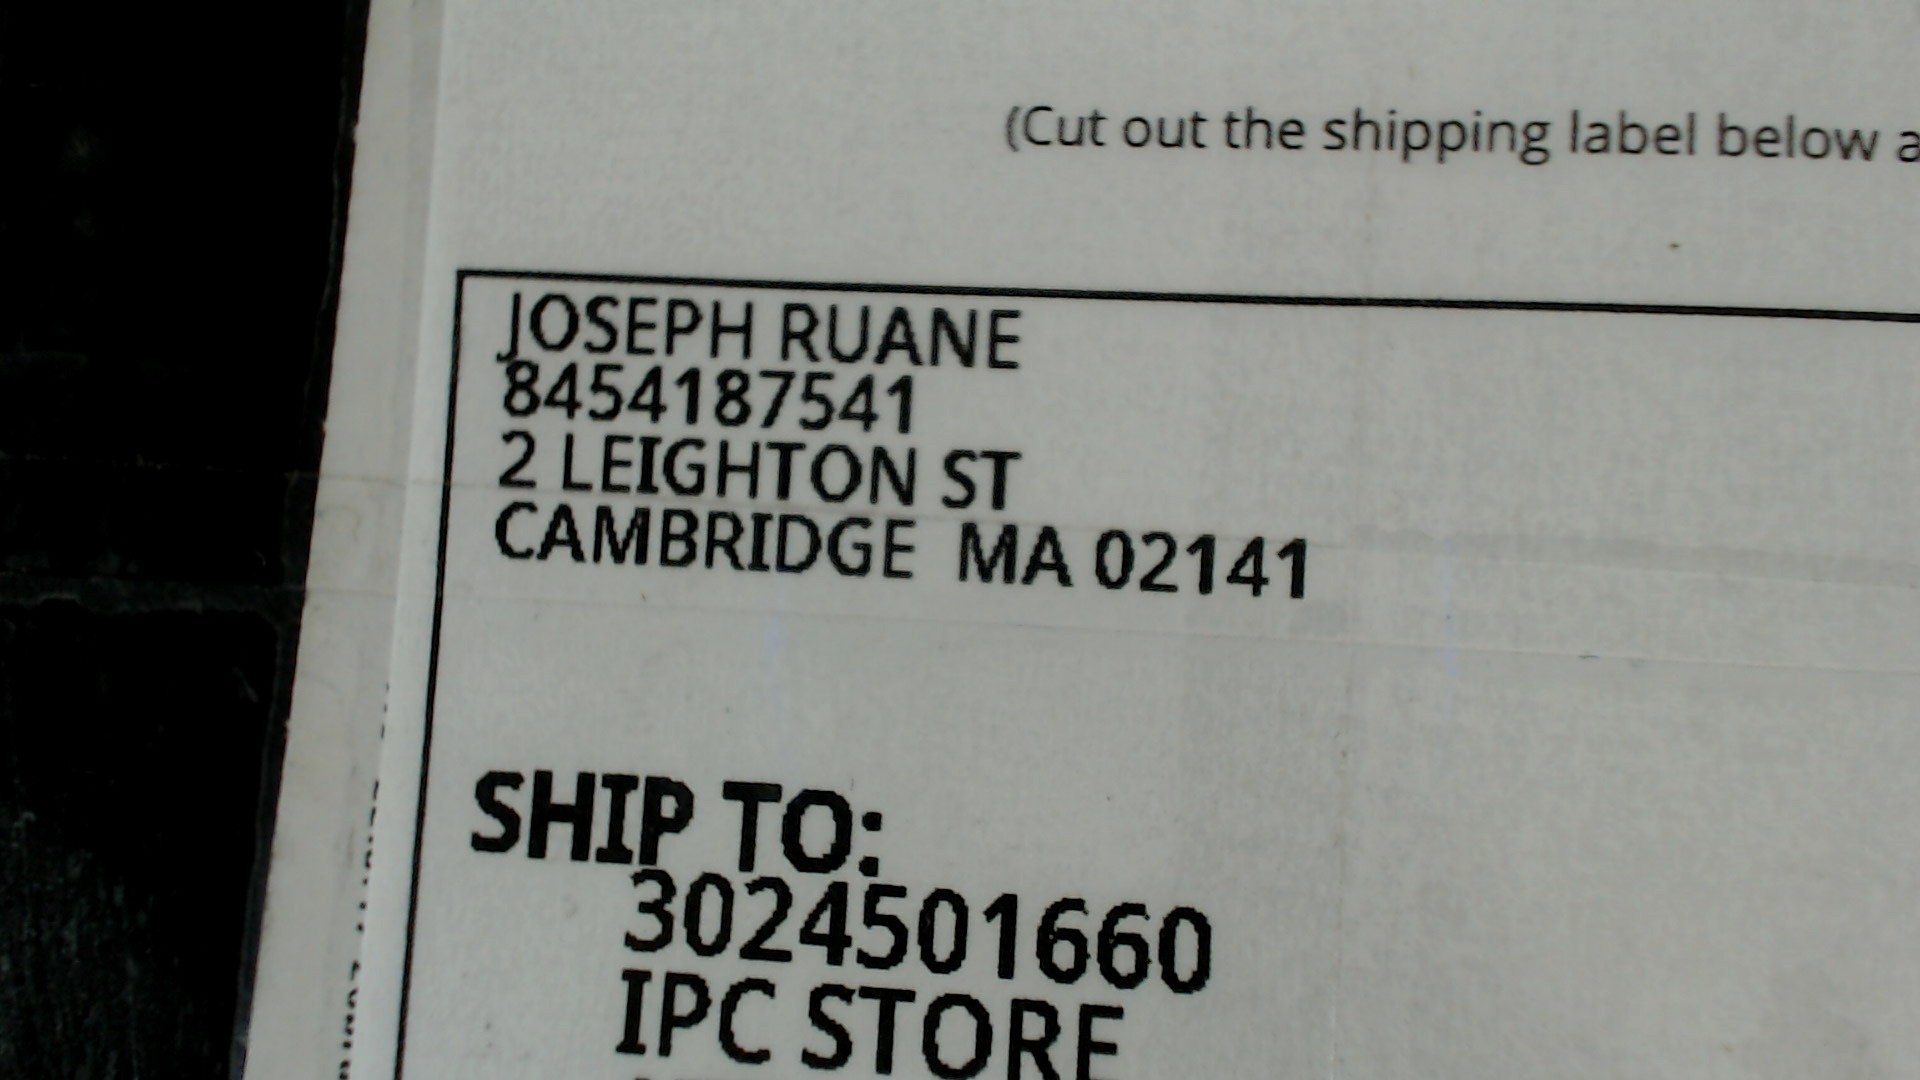 (Cut out the shipping label below a
JOSEPH RUANE
8454187541
2 LEIGHTON ST
CAMBRIDGE MA 02141
SHIP TO:
3024501660
IPC STORE